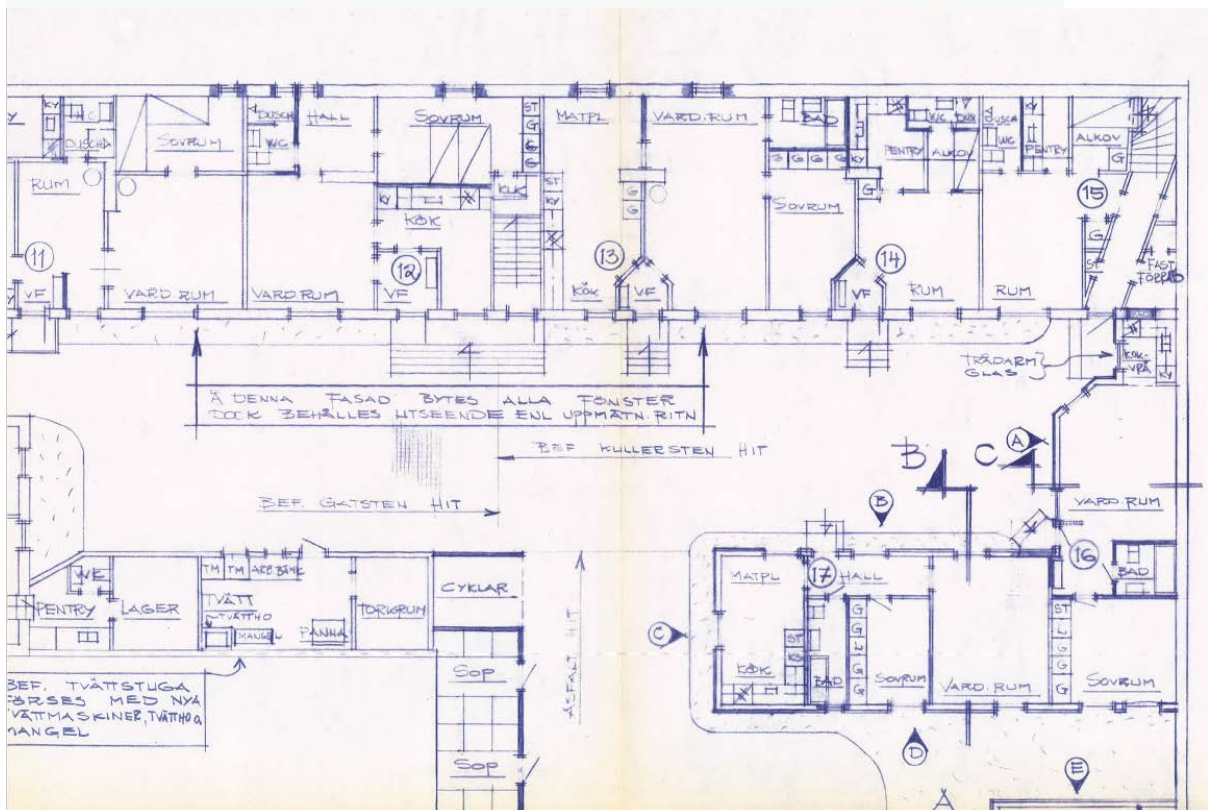 KY
WC
DUSCH
SOVRUM
DUSCH
WC
HALL
SOVRUM
ST
G
G
G
MATPL
VARD.RUM
BAD
G G G G KY
PENTRY
WC
ALKOV
DUSCH
WC
PENTRY
ALKOV
G
RUM
11
VF
VARD RUM
VARD RUM
KY
KÖK
12
VF
KLK
ST
KY
G
G
13
KÖK
VF
SOVRUM
G
14
VF
RUM
RUM
15
G
ST
FAST
FÖRRÅD
TRÅDARM
GLAS
KOK-
VRÅ
KY
Å DENNA FASAD BYTES ALLA FÖNSTER
DOCK BEHÅLLES UTSEENDE ENL UPPMÄTN. RITN
BEF KULLERSTEN HIT
BEF. GATSTEN HIT
B
C
A
B
VARD.RUM
16
BAD
PENTRY
LAGER
TM TM ARB BÄNK
TVÄTT
TVÄTTHO
MANGEL
PANNA
TORKRUM
CYKLAR
SOP
SOP
ASFALT HIT
BEF. TVÄTTSTUGA
FÖRSES MED NYA
TVÄTTMASKINER, TVÄTTHO O.
MANGEL
C
MATPL
17
HALL
ST
KÖK
BAD
G
G
L
G
G
SOVRUM
VARD.RUM
ST
L
G
G
G
SOVRUM
D
E
A